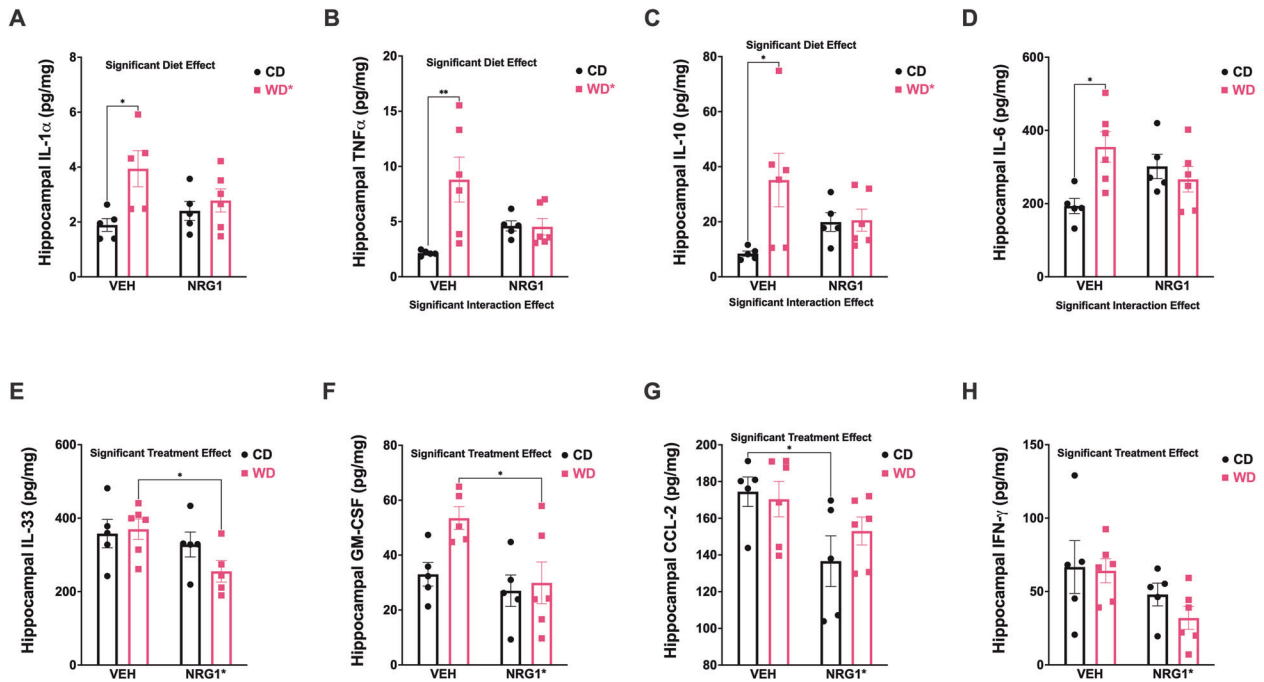 A
Hippocampal IL-1α (pg/mg)
8
6
4
2
0
Significant Diet Effect
*
VEH
NRG1
CD
WD*
B
Hippocampal TNFα (pg/mg)
20
15
10
5
0
Significant Diet Effect
**
VEH
NRG1
Significant Interaction Effect
CD
WD*
C
Hippocampal IL-10 (pg/mg)
80
60
40
20
0
Significant Diet Effect
*
VEH
NRG1
Significant Interaction Effect
CD
WD*
D
Hippocampal IL-6 (pg/mg)
600
400
200
0
*
VEH
NRG1
Significant Interaction Effect
CD
WD
E
Hippocampal IL-33 (pg/mg)
600
400
200
0
Significant Treatment Effect
*
VEH
NRG1*
CD
WD
F
Hippocampal GM-CSF (pg/mg)
80
60
40
20
0
Significant Treatment Effect
*
VEH
NRG1*
CD
WD
G
Hippocampal CCL-2 (pg/mg)
200
180
160
140
120
100
80
Significant Treatment Effect
*
VEH
NRG1*
CD
WD
H
Hippocampal IFN-γ (pg/mg)
150
100
50
0
Significant Treatment Effect
VEH
NRG1*
CD
WD